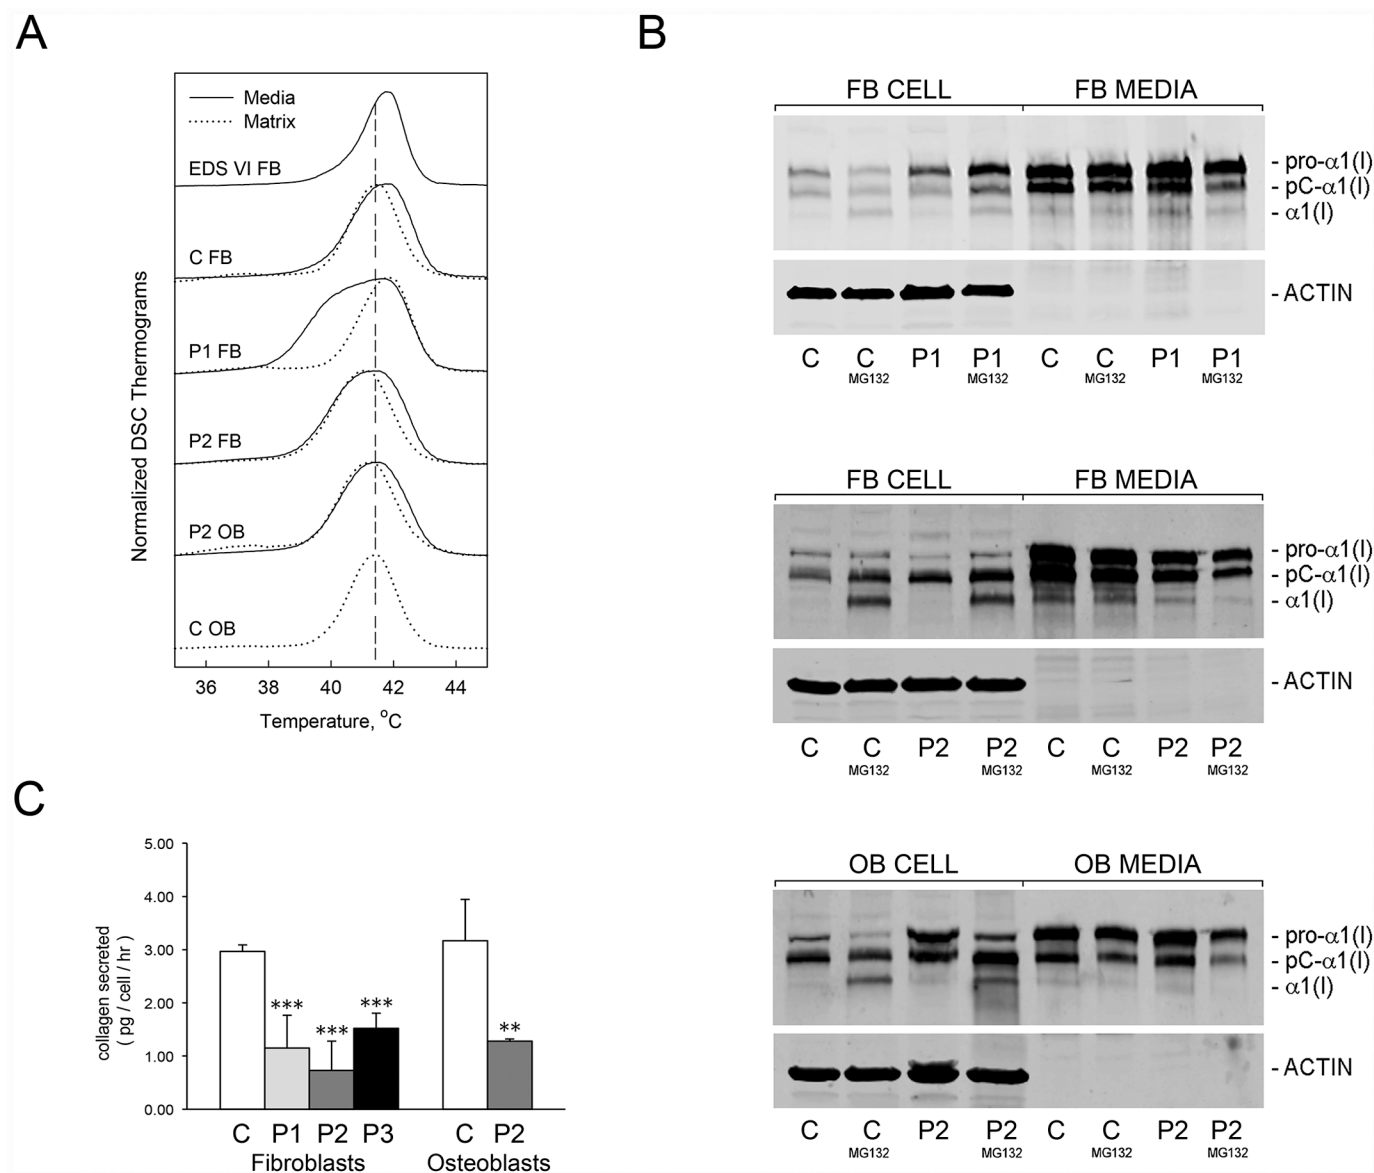 A
Media
Matrix
EDS VI FB
C FB
P1 FB
P2 FB
P2 OB
C OB
Normalized DSC Thermograms
36 38 40 42 44
Temperature, °C
B
FB CELL FB MEDIA
- pro-α1(I)
- pC-α1(I)
- α1(I)
- ACTIN
C C P1 P1 C C P1 P1
MG132 MG132 MG132 MG132
FB CELL FB MEDIA
- pro-α1(I)
- pC-α1(I)
- α1(I)
- ACTIN
C C P2 P2 C C P2 P2
MG132 MG132 MG132 MG132
OB CELL OB MEDIA
- pro-α1(I)
- pC-α1(I)
- α1(I)
- ACTIN
C C P2 P2 C C P2 P2
MG132 MG132 MG132 MG132
C
collagen secreted
( pg / cell / hr )
5.00
4.00
3.00
2.00
1.00
0.00
*** *** *** **
C P1 P2 P3 C P2
Fibroblasts Osteoblasts